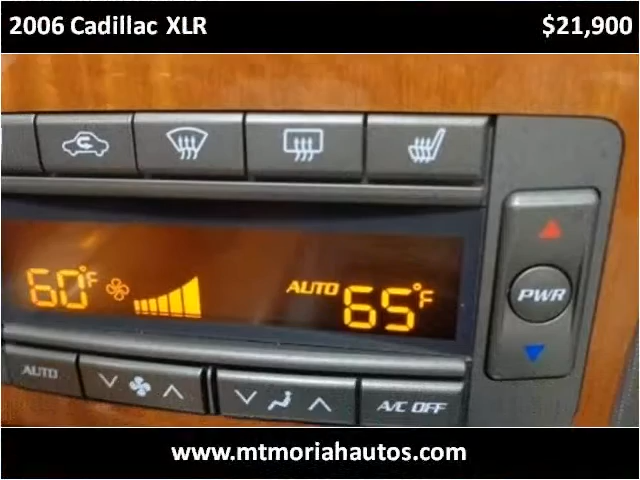 2006 Cadillac XLR $21,900
60°F AUTO 65°F
PWR
AUTO
A/C OFF
www.mtmoriahautos.com